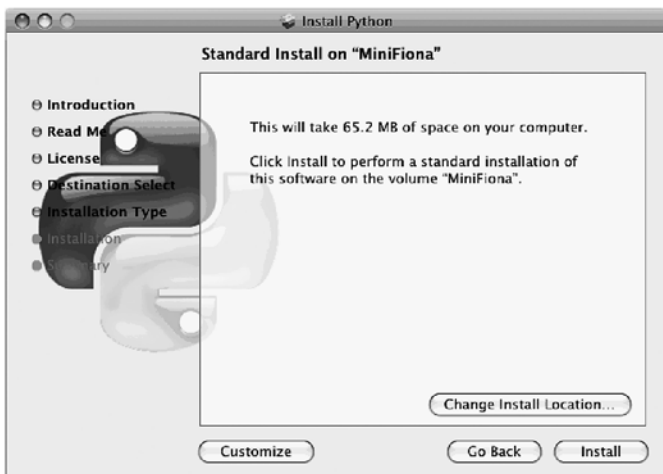 Install Python
Standard Install on “MiniFiona”
Introduction
Read Me
License
Destination Select
Installation Type
Installation
Summary
This will take 65.2 MB of space on your computer.
Click Install to perform a standard installation of
this software on the volume “MiniFiona”.
Change Install Location...
Customize
Go Back
Install